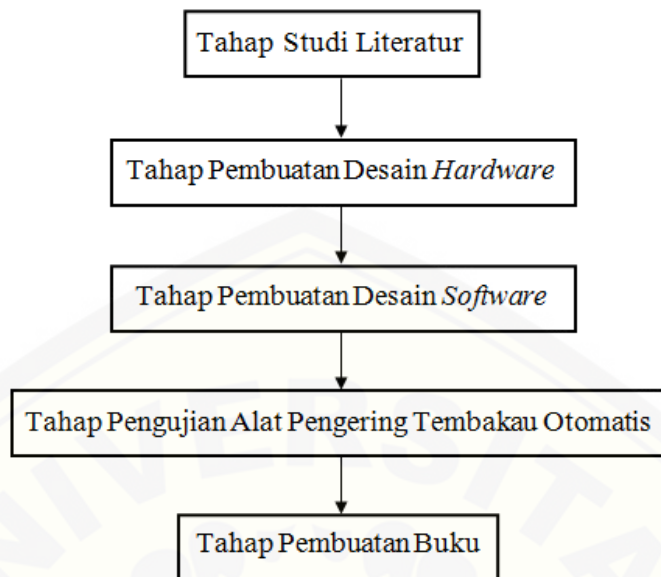 Tahap Studi Literatur
Tahap Pembuatan Desain Hardware
Tahap Pembuatan Desain Software
Tahap Pengujian Alat Pengering Tembakau Otomatis
Tahap Pembuatan Buku
UNIVERSITA